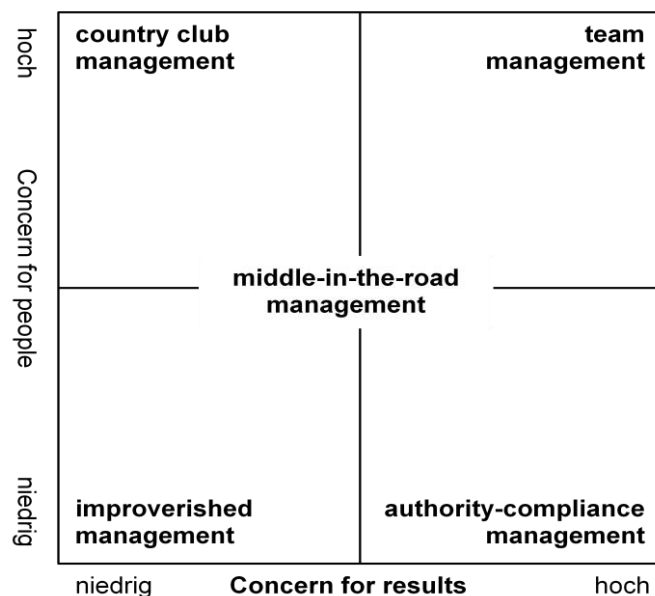 hoch
country club
management
team
management
Concern for people
middle-in-the-road
management
niedrig
improverished
management
authority-compliance
management
niedrig
Concern for results
hoch